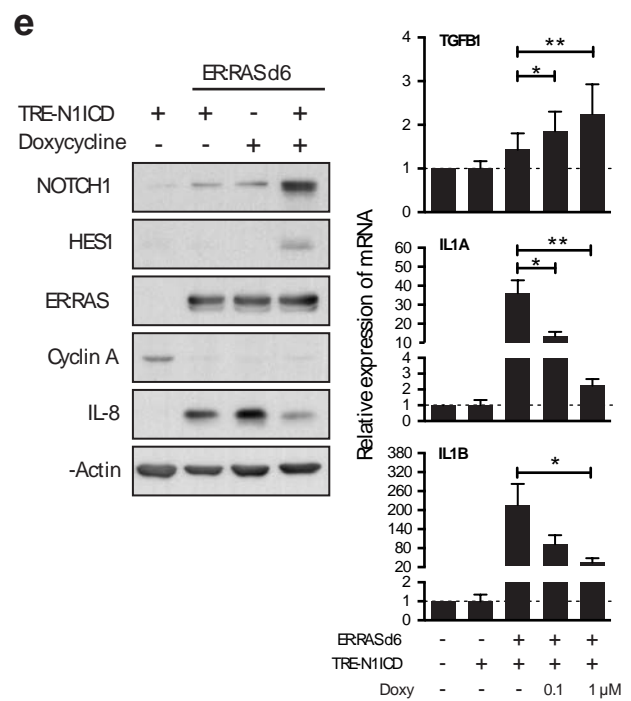 e
ER:RASd6
TRE-N1ICD + + - +
Doxycycline - - + +
NOTCH1
HES1
ER:RAS
Cyclin A
IL-8
-Actin
Relative expression of mRNA
TGFB1
**
*
4
3
2
1
0
IL1A
**
*
60
50
40
30
20
10
4
3
2
1
0
IL1B
*
380
320
260
200
140
80
20
2
1
0
ER:RASd6 - - + + +
TRE-N1ICD - + + + +
Doxy - - - 0.1 1 µM